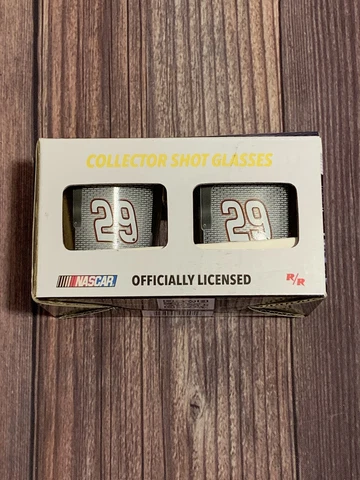 COLLECTOR SHOT GLASSES
29 29
NASCAR. OFFICIALLY LICENSED R/R